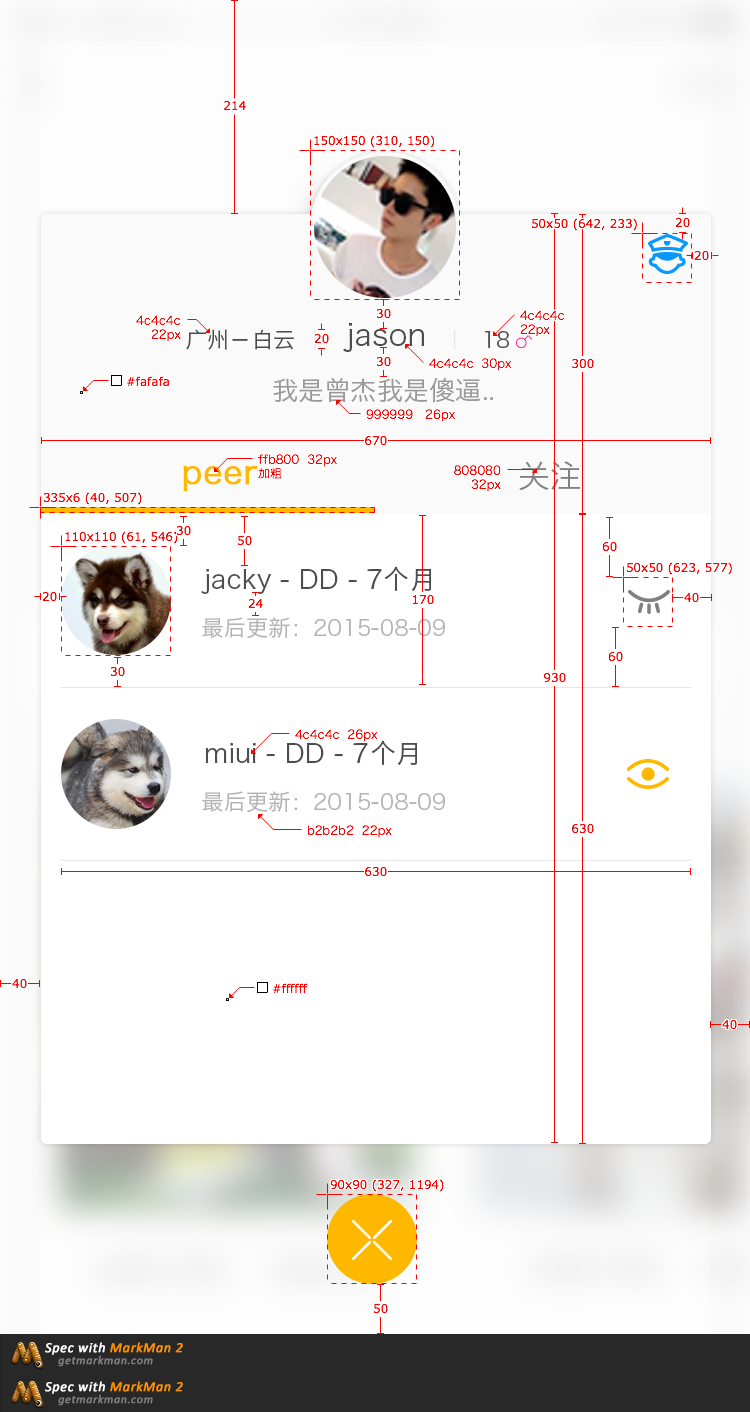 214
150x150 (310, 150)
50x50 (642, 233)
20
20
30
4c4c4c
22px
广州－白云
20
jason
18
4c4c4c
22px
30
4c4c4c 30px
300
#fafafa
我是曾杰我是傻逼..
999999 26px
670
peer
ffb800 32px
加粗
808080
32px
关注
335x6 (40, 507)
110x110 (61, 546)
30
50
60
50x50 (623, 577)
jacky - DD - 7个月
20
24
170
40
最后更新：2015-08-09
30
60
930
4c4c4c 26px
miui - DD - 7个月
最后更新：2015-08-09
b2b2b2 22px
630
630
40
#ffffff
40
90x90 (327, 1194)
50
Spec with MarkMan 2
getmarkman.com
Spec with MarkMan 2
getmarkman.com